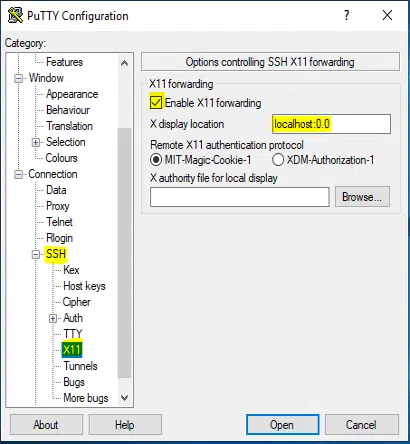 PuTTY Configuration
?
Category:
Features
Window
Appearance
Behaviour
Translation
Selection
Colours
Connection
Data
Proxy
Telnet
Rlogin
SSH
Kex
Host keys
Cipher
Auth
TTY
X11
Tunnels
Bugs
More bugs
Options controlling SSH X11 forwarding
X11 forwarding
Enable X11 forwarding
X display location localhost:0.0
Remote X11 authentication protocol
MIT-Magic-Cookie-1 XDM-Authorization-1
X authority file for local display
Browse...
About Help Open Cancel